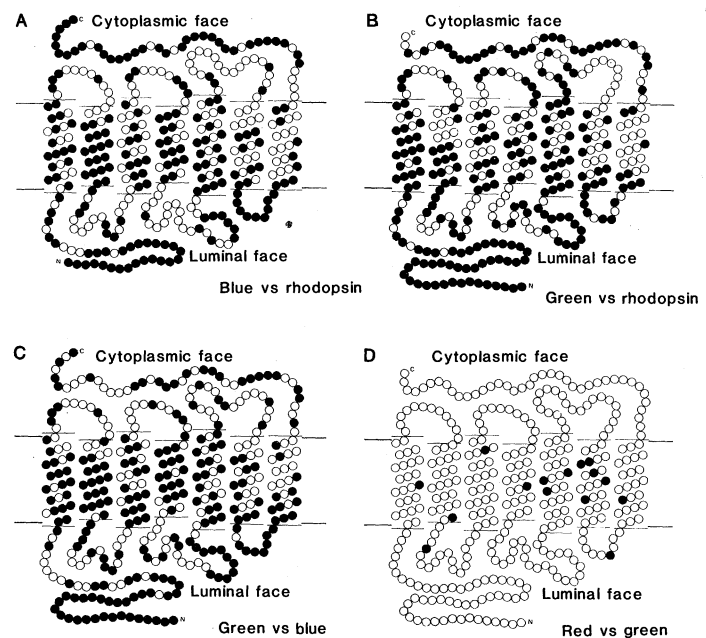 A
Cytoplasmic face
C
N
Luminal face
Blue vs rhodopsin
B
Cytoplasmic face
C
Luminal face
N
Green vs rhodopsin
C
Cytoplasmic face
C
Luminal face
N
Green vs blue
D
Cytoplasmic face
C
Luminal face
N
Red vs green